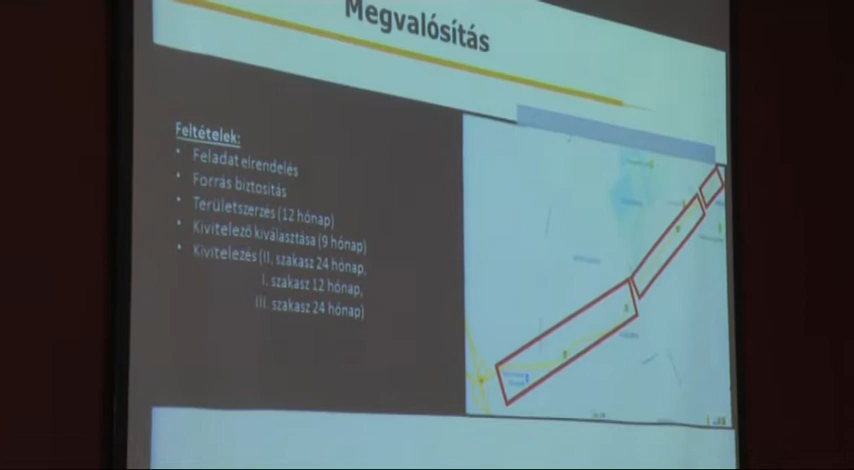 Megvalósítás
Feltételek:
• Feladat elrendelés
• Forrás biztosítás
• Területszerzés (12 hónap)
• Kivitelező kiválasztása (9 hónap)
• Kivitelezés (II. szakasz 24 hónap,
I. szakasz 12 hónap,
III. szakasz 24 hónap)